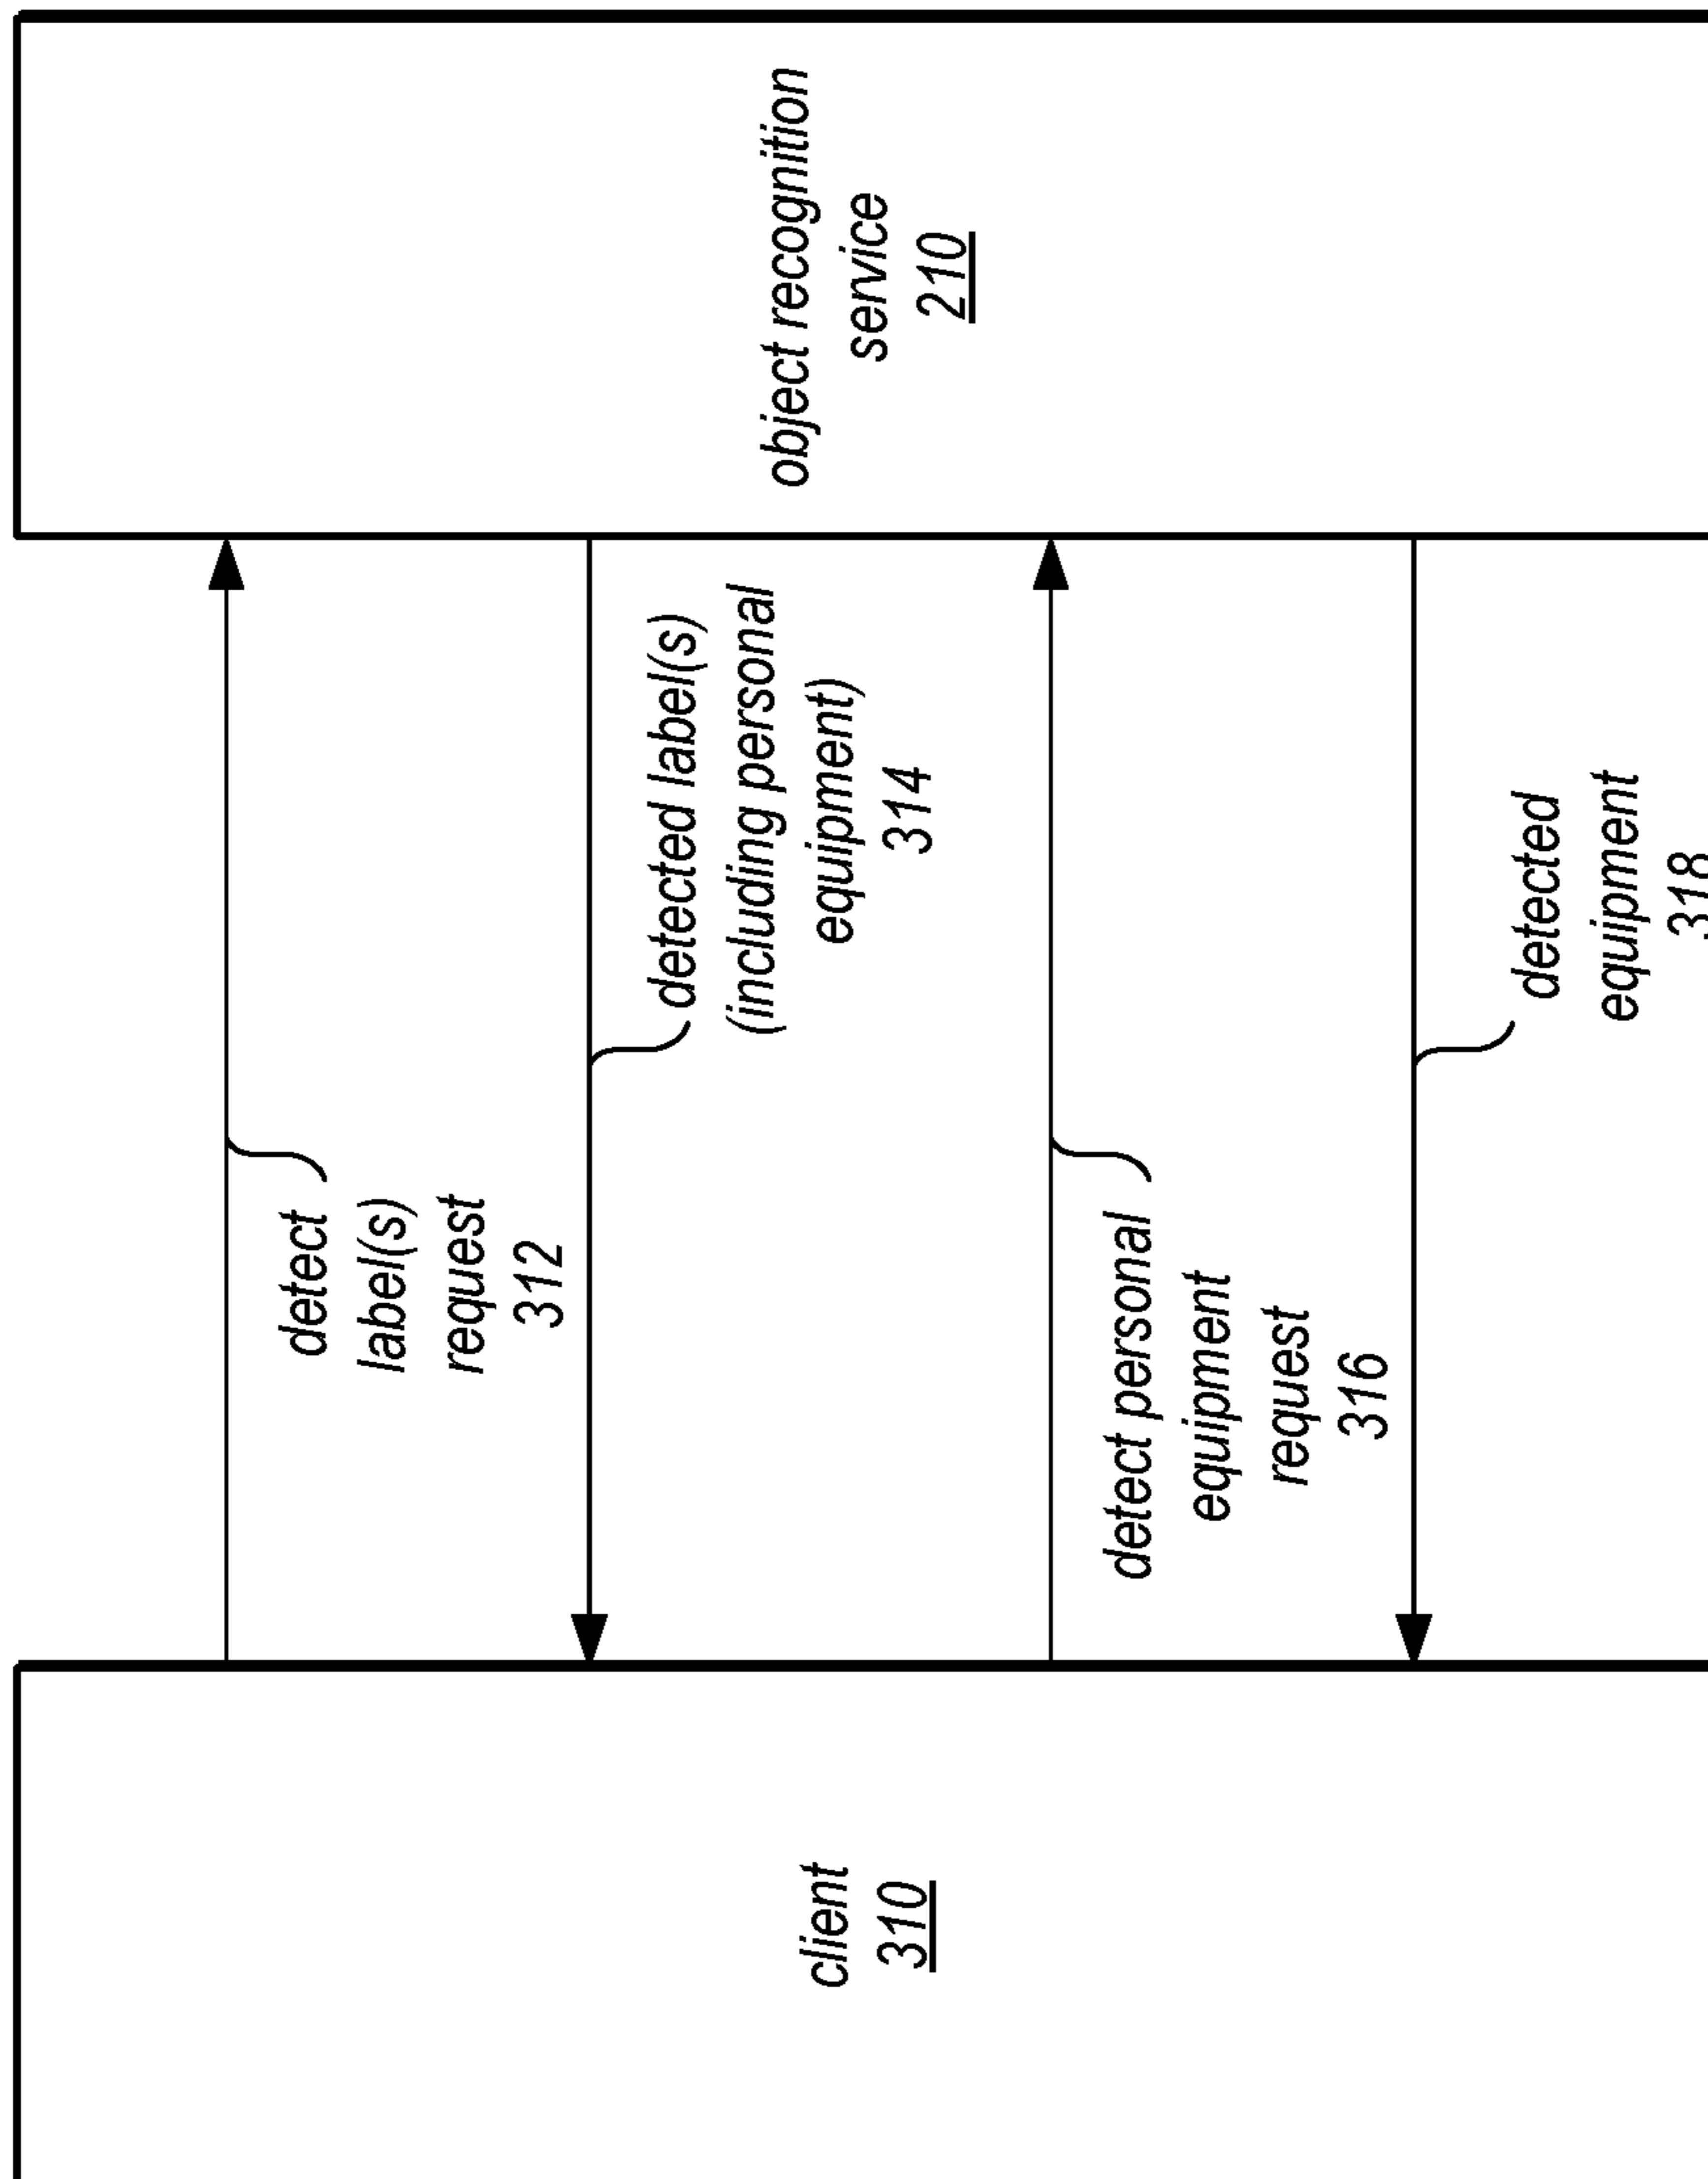 client
310
detect
label(s)
request
312
detected label(s)
(including personal
equipment)
314
detect personal
equipment
request
316
detected
equipment
318
object recognition
service
210